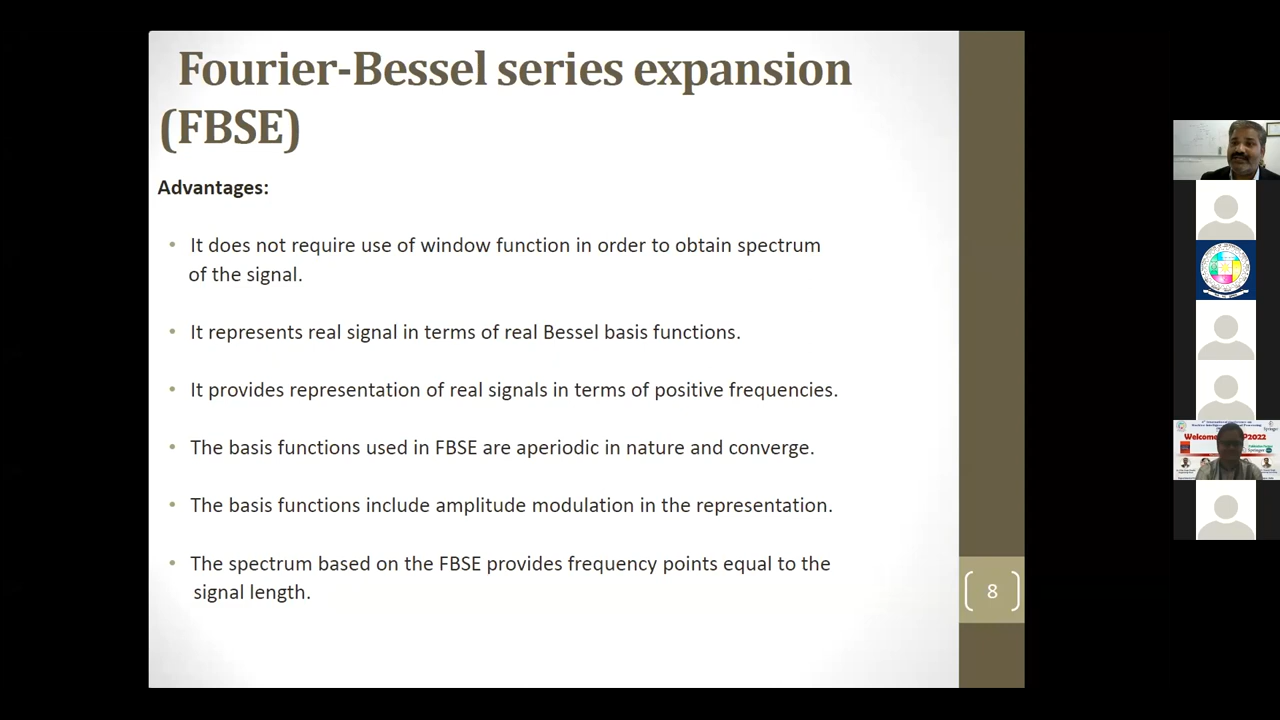 Fourier-Bessel series expansion
(FBSE)
Advantages:
• It does not require use of window function in order to obtain spectrum
of the signal.
• It represents real signal in terms of real Bessel basis functions.
• It provides representation of real signals in terms of positive frequencies.
• The basis functions used in FBSE are aperiodic in nature and converge.
• The basis functions include amplitude modulation in the representation.
• The spectrum based on the FBSE provides frequency points equal to the
signal length.
8
Springer
Welcome P2022
Springer